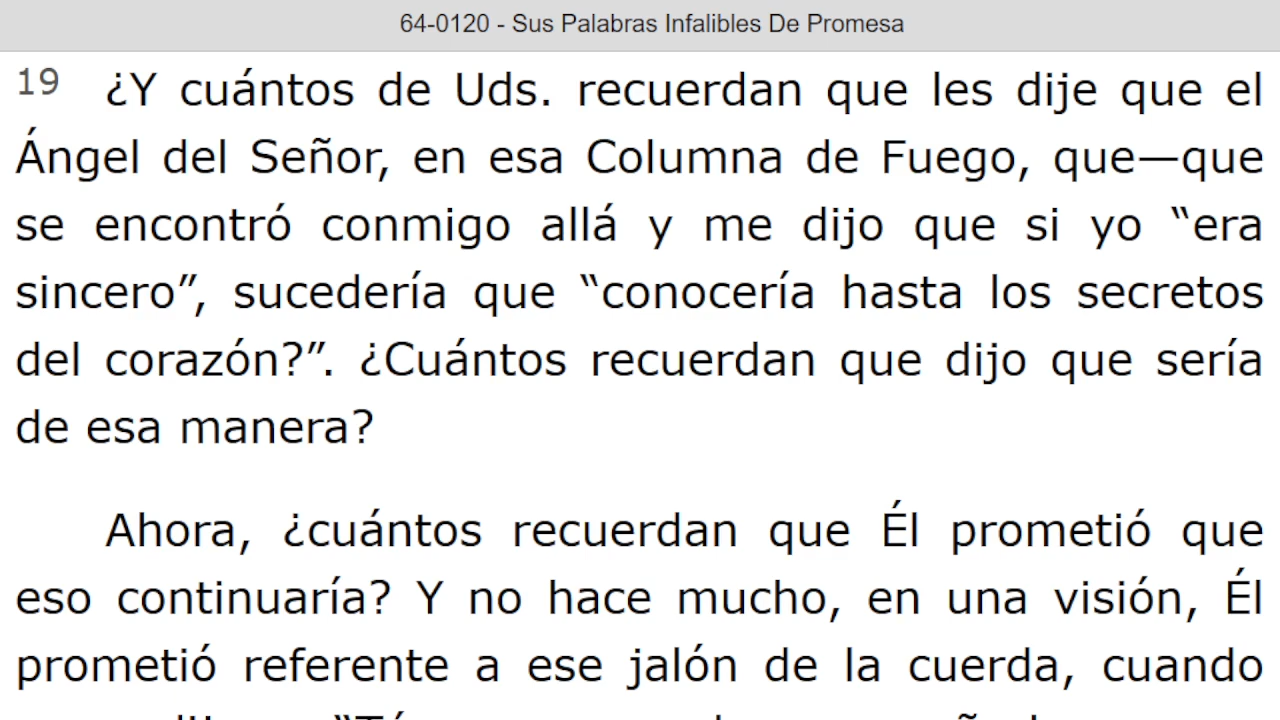 64-0120 - Sus Palabras Infalibles De Promesa
19 ¿Y cuántos de Uds. recuerdan que les dije que el
Ángel del Señor, en esa Columna de Fuego, que—que
se encontró conmigo allá y me dijo que si yo “era
sincero”, sucedería que “conocería hasta los secretos
del corazón?”. ¿Cuántos recuerdan que dijo que sería
de esa manera?
Ahora, ¿cuántos recuerdan que Él prometió que
eso continuaría? Y no hace mucho, en una visión, Él
prometió referente a ese jalón de la cuerda, cuando